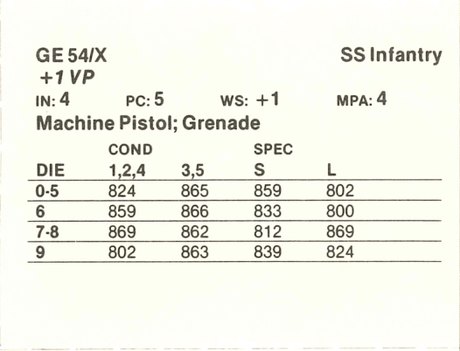 GE 54/X SS Infantry
+1 VP
IN: 4 PC: 5 WS: +1 MPA: 4
Machine Pistol; Grenade
COND SPEC
DIE 1,2,4 3,5 S L
0-5 824 865 859 802
6 859 866 833 800
7-8 869 862 812 869
9 802 863 839 824